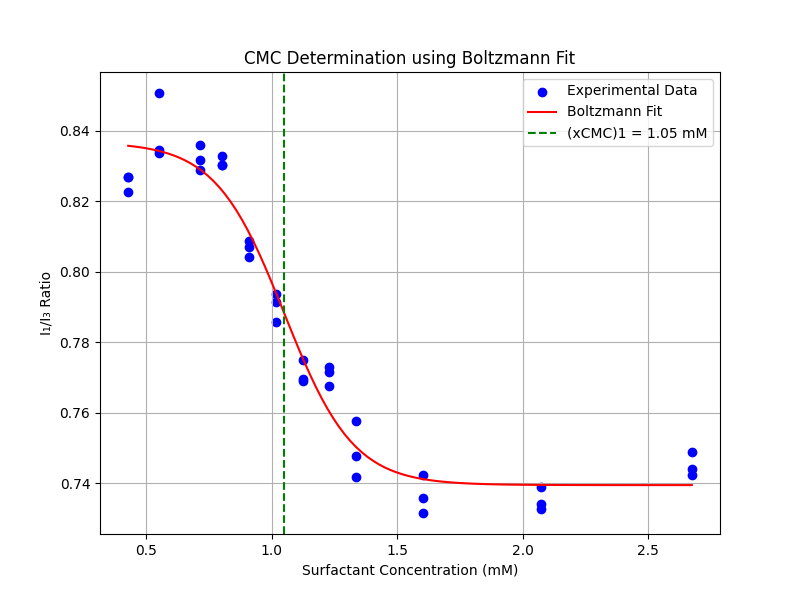 CMC Determination using Boltzmann Fit
Experimental Data
Boltzmann Fit
(xCMC)1 = 1.05 mM
I₁/I₃ Ratio
0.84
0.82
0.80
0.78
0.76
0.74
0.5 1.0 1.5 2.0 2.5
Surfactant Concentration (mM)